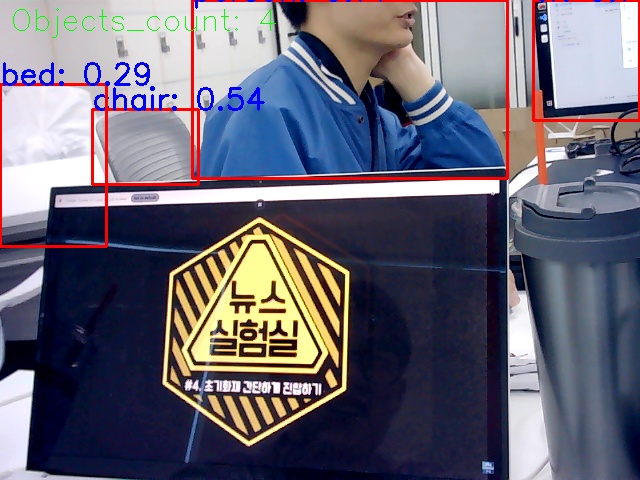 Objects_count: 4
bed: 0.29
chair: 0.54
뉴스
실험실
#4. 초기화재 간단하게 진압하기